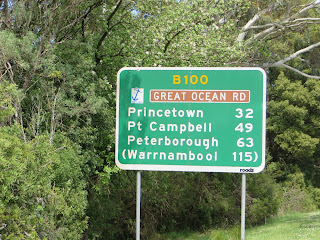 B100
GREAT OCEAN RD
Princetown 32
Pt Campbell 49
Peterborough 63
(Warrnambool 115)
roads